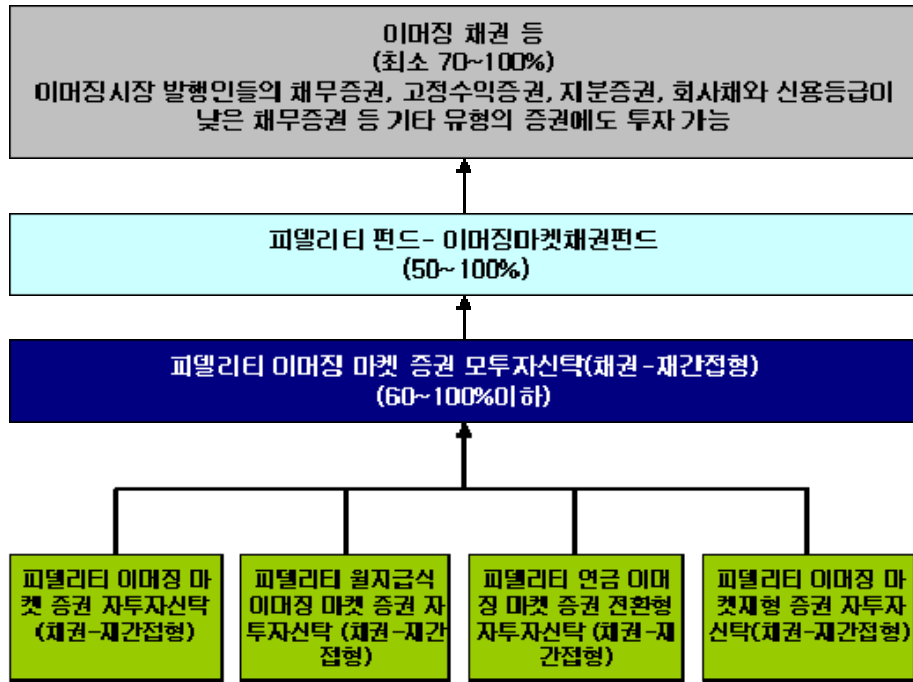 이머징 채권 등
(최소 70~100%)
이머징시장 발행인들의 채무증권, 고정수익증권, 지분증권, 회사채와 신용등급이
낮은 채무증권 등 기타 유형의 증권에도 투자 가능
피델리티 펀드- 이머징마켓채권펀드
(50~100%)
피델리티 이머징 마켓 증권 모투자신탁(채권-재간접형)
(60~100%이하)
피델리티 이머징 마
켓 증권 자투자신탁
(채권-재간접형)
피델리티 월지급식
이머징 마켓 증권 자
투자신탁 (채권-재간
접형)
피델리티 연금 이머
징 마켓 증권 전환형
자투자신탁 (채권-재
간접형)
피델리티 이머징 마
켓재형 증권 자투자
신탁(채권-재간접형)